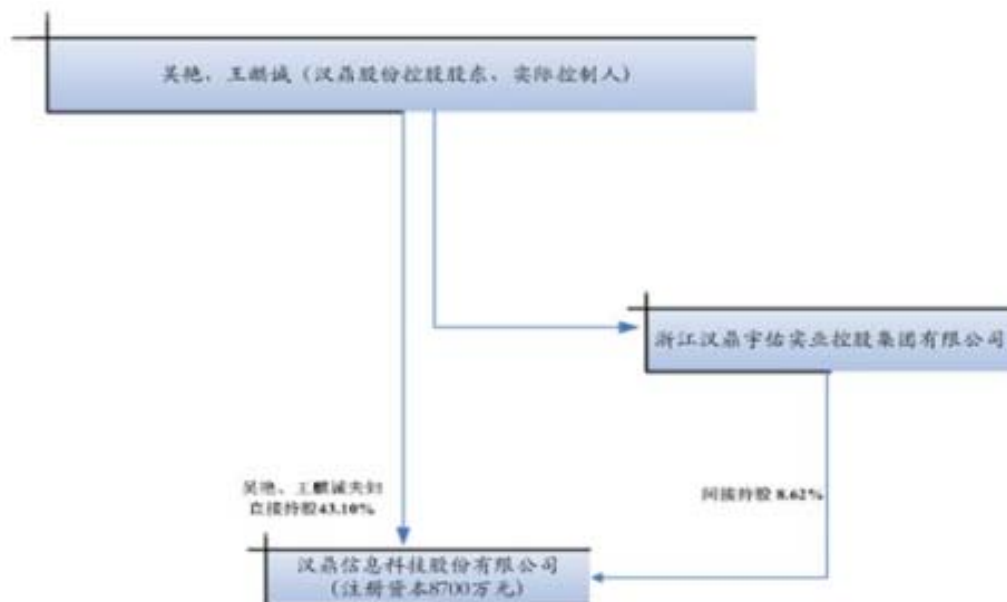 吴艳、王麒诚（汉鼎股份控股股东、实际控制人）
浙江汉鼎宇佑实业控股集团有限公司
吴艳、王麒诚夫妇
直接持股43.10%
间接持股 8.62%
汉鼎信息科技股份有限公司
（注册资本8700万元）